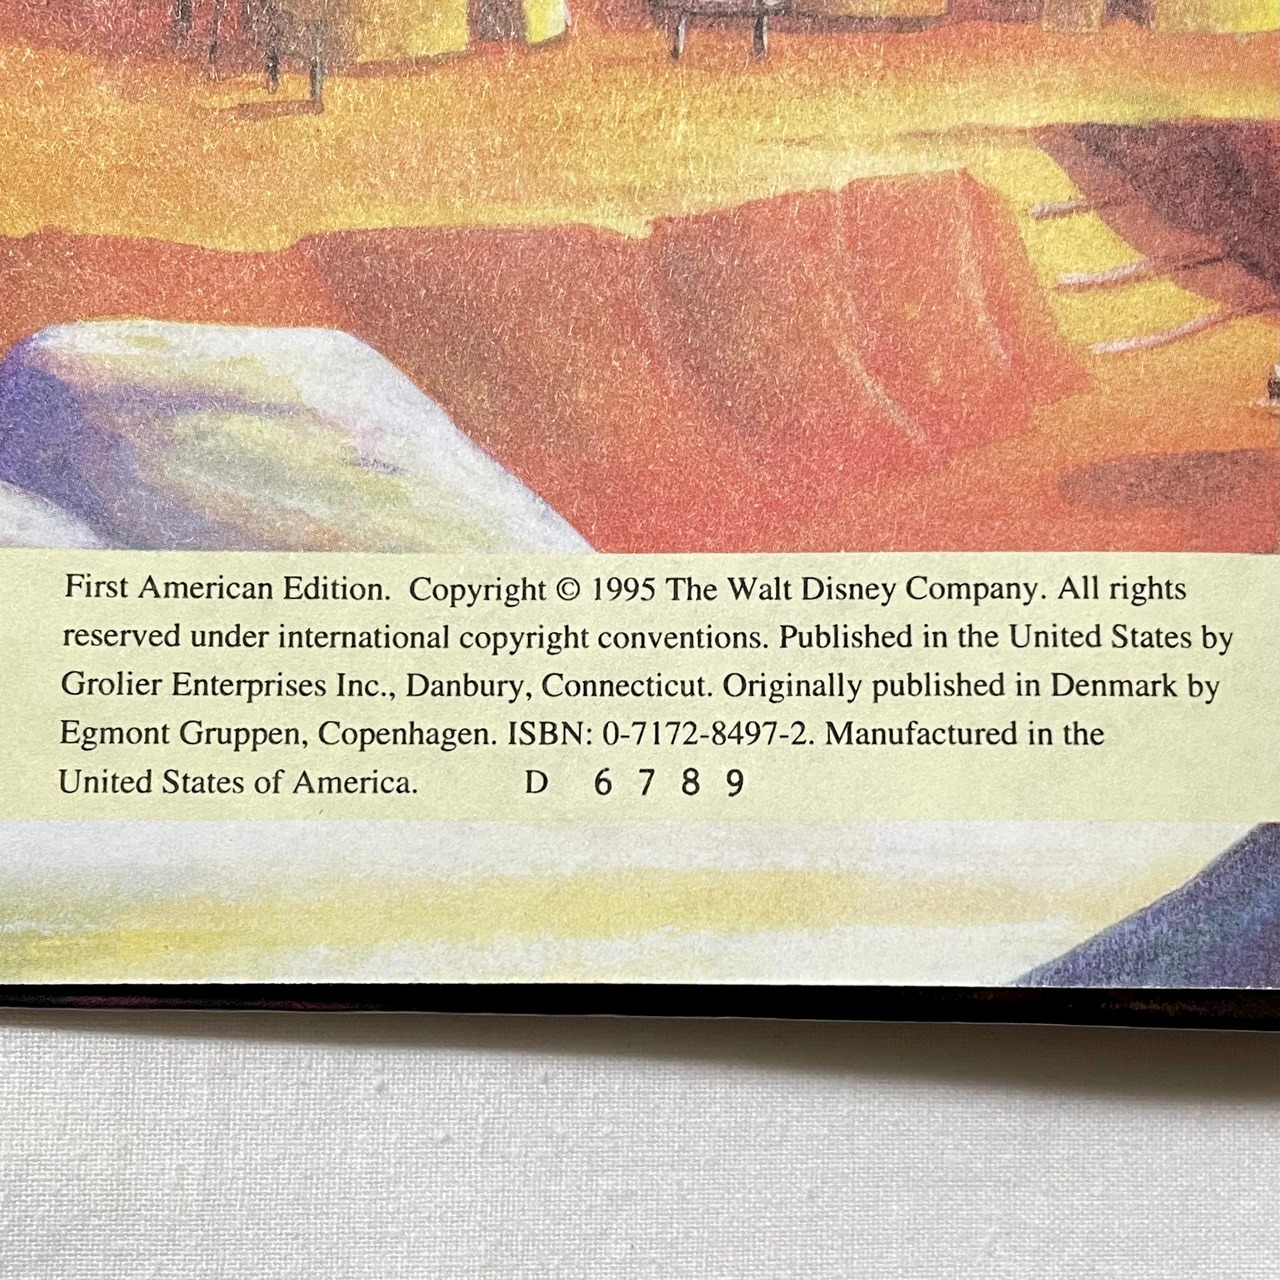 First American Edition. Copyright © 1995 The Walt Disney Company. All rights
reserved under international copyright conventions. Published in the United States by
Grolier Enterprises Inc., Danbury, Connecticut. Originally published in Denmark by
Egmont Gruppen, Copenhagen. ISBN: 0-7172-8497-2. Manufactured in the
United States of America. D 6 7 8 9